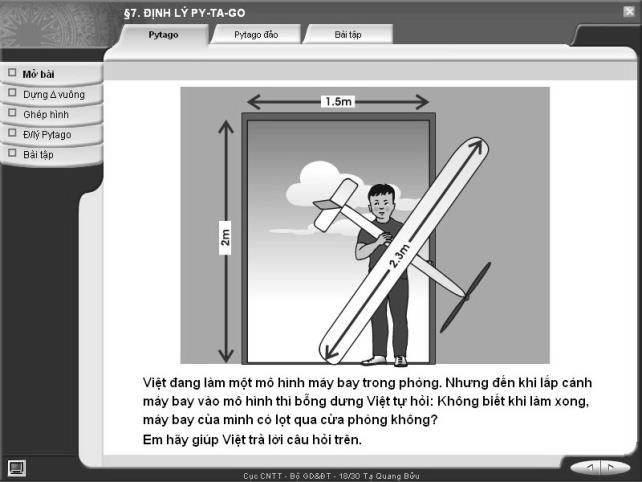 §7. ĐỊNH LÝ PY-TA-GO
Pytago
Pytago đảo
Bài tập
Mở bài
Dựng Δ vuông
Ghép hình
Đ/lý Pytago
Bài tập
1.5m
2m
2.3m
Việt đang làm một mô hình máy bay trong phòng. Nhưng đến khi lắp cánh
máy bay vào mô hình thì bỗng dưng Việt tự hỏi: Không biết khi làm xong,
máy bay của mình có lọt qua cửa phòng không?
Em hãy giúp Việt trả lời câu hỏi trên.
Cục CNTT - Bộ GD&ĐT - 18/30 Tạ Quang Bửu